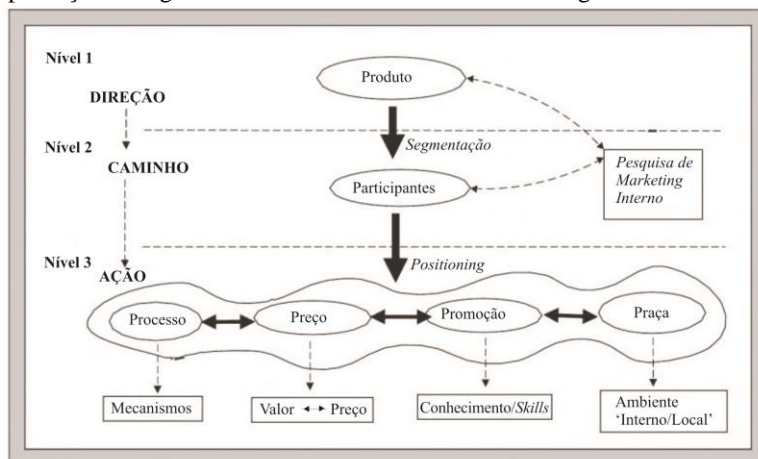 Nível 1
Produto
DIREÇÃO
Segmentação
Nível 2
CAMINHO
Pesquisa de
Marketing
Interno
Participantes
Nível 3
Positioning
AÇÃO
Processo
Preço
Promoção
Praça
Mecanismos
Valor Preço
Conhecimento/Skills
Ambiente
‘Interno/Local’